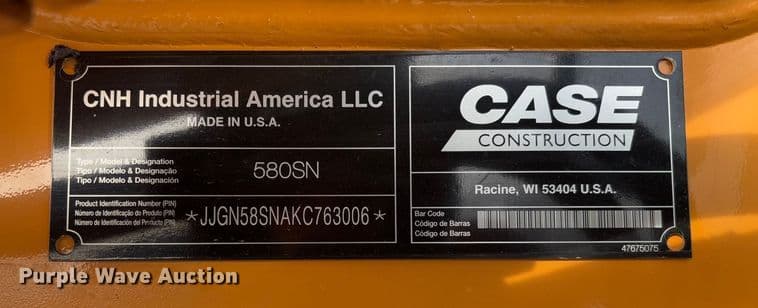 CNH Industrial America LLC
MADE IN U.S.A.
Type / Model & Designation
Tipo / Modelo & Designação
Tipo / Modelo & Designación
580SN
Product Identification Number (PIN)
Número de Identificação do Produto (PIN)
Número de Identificación del Producto (PIN)
*JJGN58SNAKC763006*
CASE
CONSTRUCTION
Racine, WI 53404 U.S.A.
Bar Code
Código de Barras
Código de Barras
47675075
Purple Wave Auction